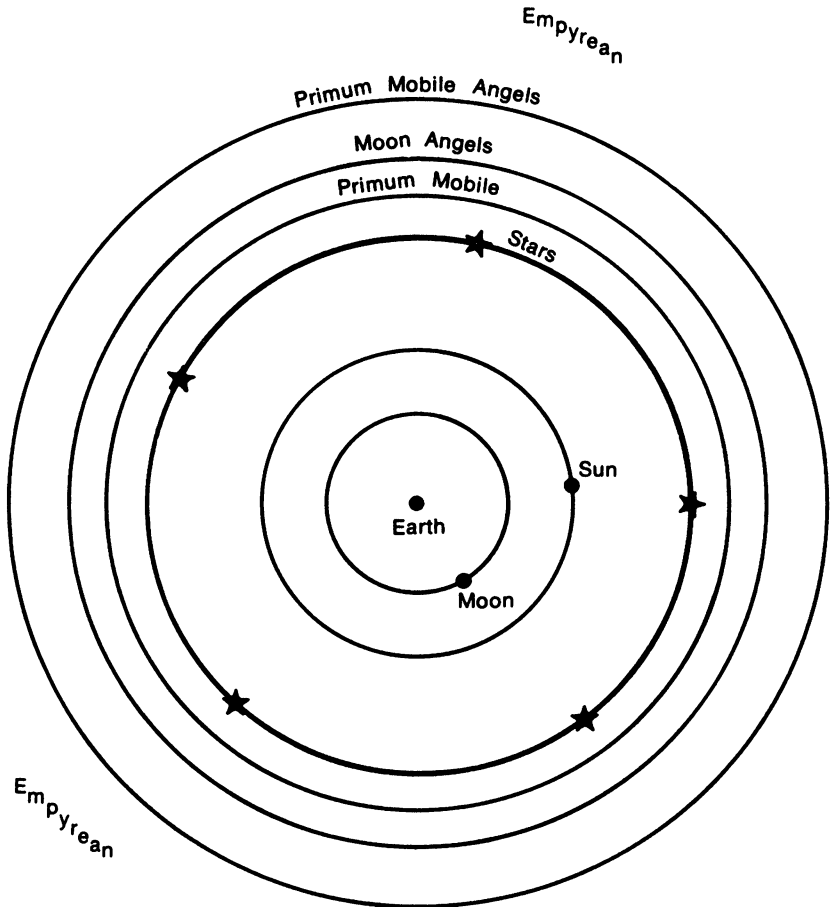 Empyrean
Primum Mobile Angels
Moon Angels
Primum Mobile
Stars
Sun
Earth
Moon
Empyrean